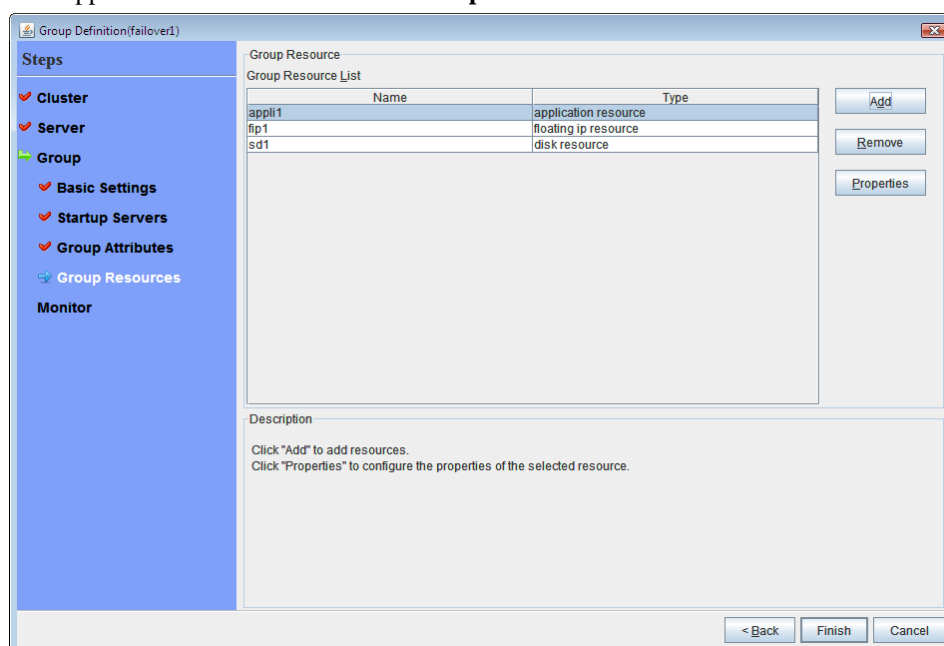 Group Definition(failover1)
Steps
Cluster
Server
Group
Basic Settings
Startup Servers
Group Attributes
Group Resources
Monitor
Group Resource
Group Resource List
Name Type
appli1 application resource
fip1 floating ip resource
sd1 disk resource
Add
Remove
Properties
Description
Click "Add" to add resources.
Click "Properties" to configure the properties of the selected resource.
< Back Finish Cancel